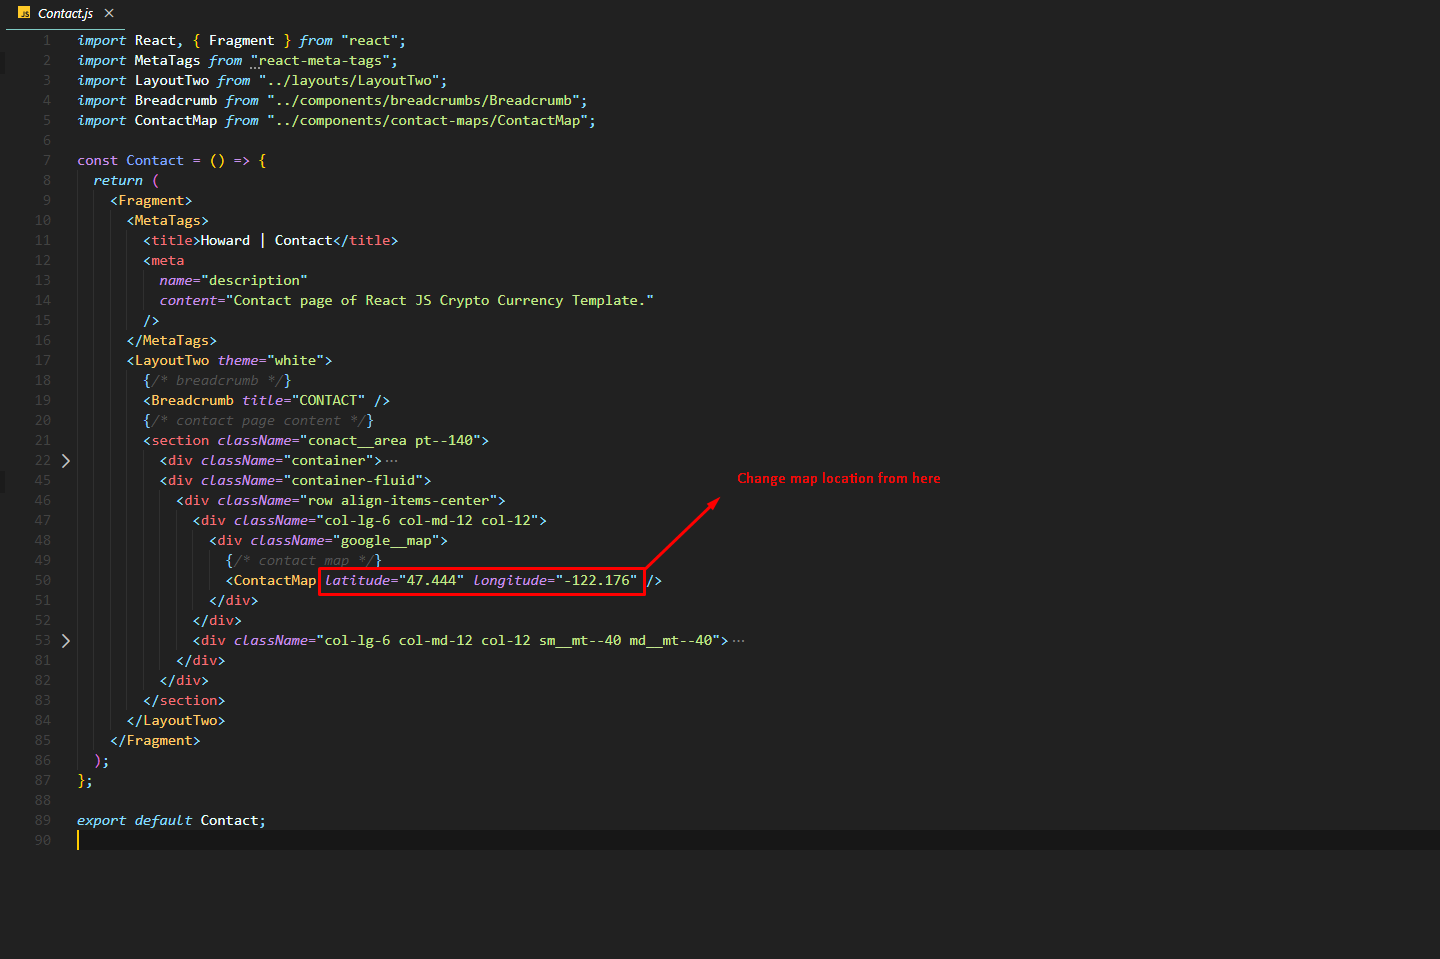 JS Contact.js ×
1 import React, { Fragment } from "react";
2 import MetaTags from "react-meta-tags";
3 import LayoutTwo from "../layouts/LayoutTwo";
4 import Breadcrumb from "../components/breadcrumbs/Breadcrumb";
5 import ContactMap from "../components/contact-maps/ContactMap";
6
7 const Contact = () => {
8 return (
9 <Fragment>
10 <MetaTags>
11 <title>Howard | Contact</title>
12 <meta
13 name="description"
14 content="Contact page of React JS Crypto Currency Template."
15 />
16 </MetaTags>
17 <LayoutTwo theme="white">
18 {/* breadcrumb */}
19 <Breadcrumb title="CONTACT" />
20 {/* contact page content */}
21 <section className="conact__area pt--140">
22 <div className="container">···
45 <div className="container-fluid">
46 <div className="row align-items-center">
47 <div className="col-lg-6 col-md-12 col-12">
48 <div className="google__map">
49 {/* contact map */}
50 <ContactMap latitude="47.444" longitude="-122.176" />
51 </div>
52 </div>
53 <div className="col-lg-6 col-md-12 col-12 sm__mt--40 md__mt--40">···
81 </div>
82 </div>
83 </section>
84 </LayoutTwo>
85 </Fragment>
86 );
87 };
88
89 export default Contact;
90
Change map location from here